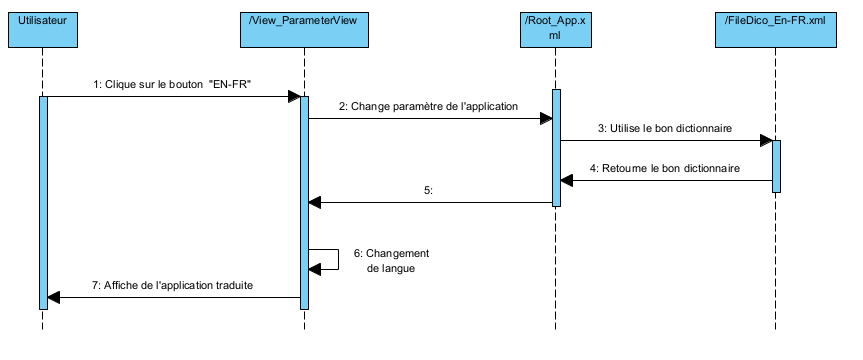 Utilisateur
/View_ParameterView
/Root_App.x
ml
/FileDico_En-FR.xml
1: Clique sur le bouton "EN-FR"
2: Change paramètre de l'application
3: Utilise le bon dictionnaire
4: Retourne le bon dictionnaire
5:
6: Changement
de langue
7: Affiche de l'application traduite